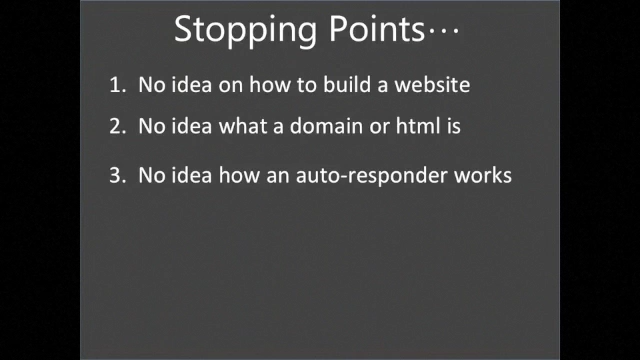 Stopping Points···
1. No idea on how to build a website
2. No idea what a domain or html is
3. No idea how an auto-responder works